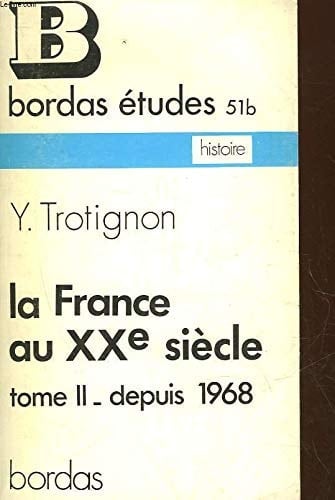 B
bordas études 51b
histoire
Y. Trotignon
la France
au XXe siècle
tome II - depuis 1968
bordas